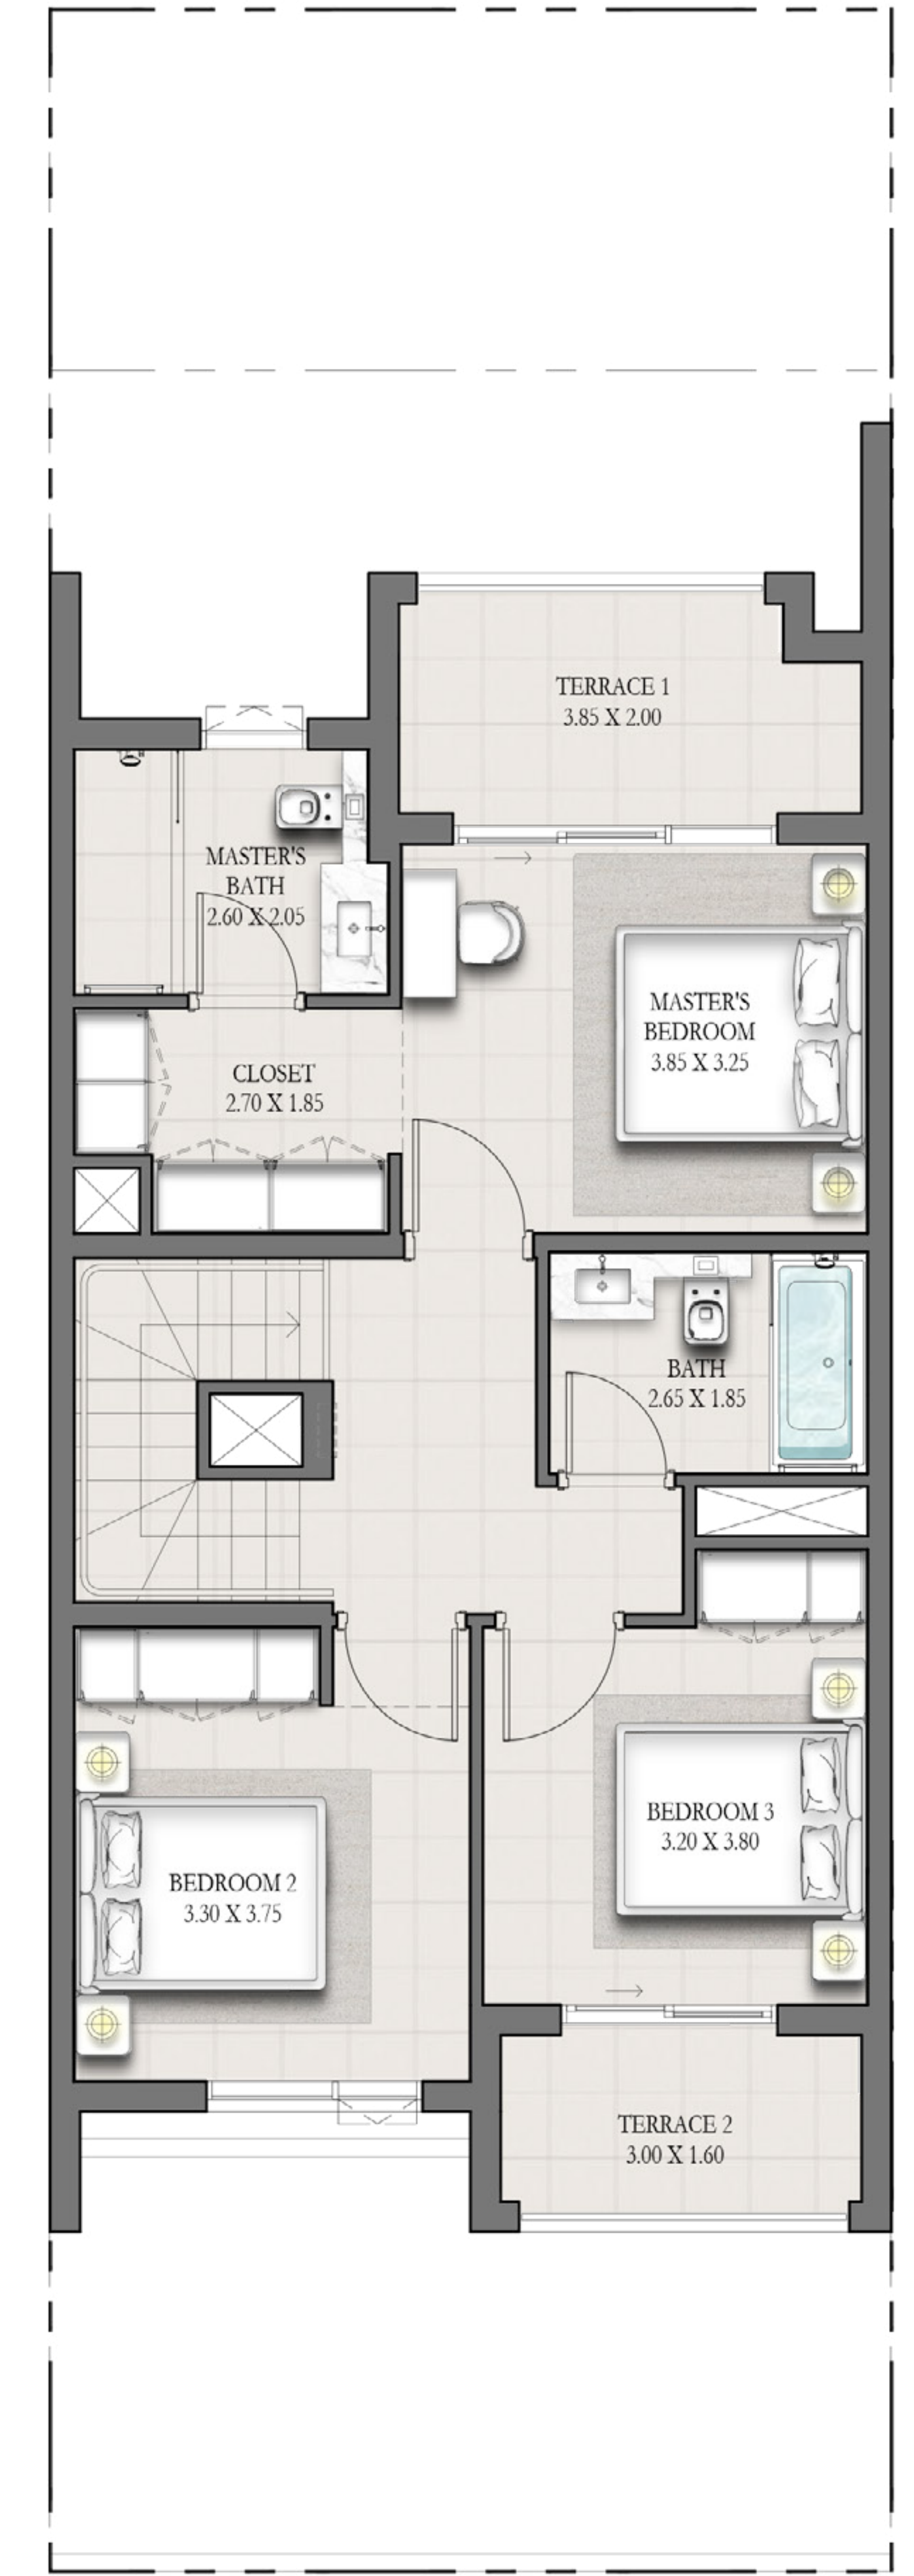 TERRACE 1
3.85 X 2.00
MASTER'S
BATH
2.60 X 2.05
MASTER'S
BEDROOM
3.85 X 3.25
CLOSET
2.70 X 1.85
BATH
2.65 X 1.85
BEDROOM 3
3.20 X 3.80
BEDROOM 2
3.30 X 3.75
TERRACE 2
3.00 X 1.60